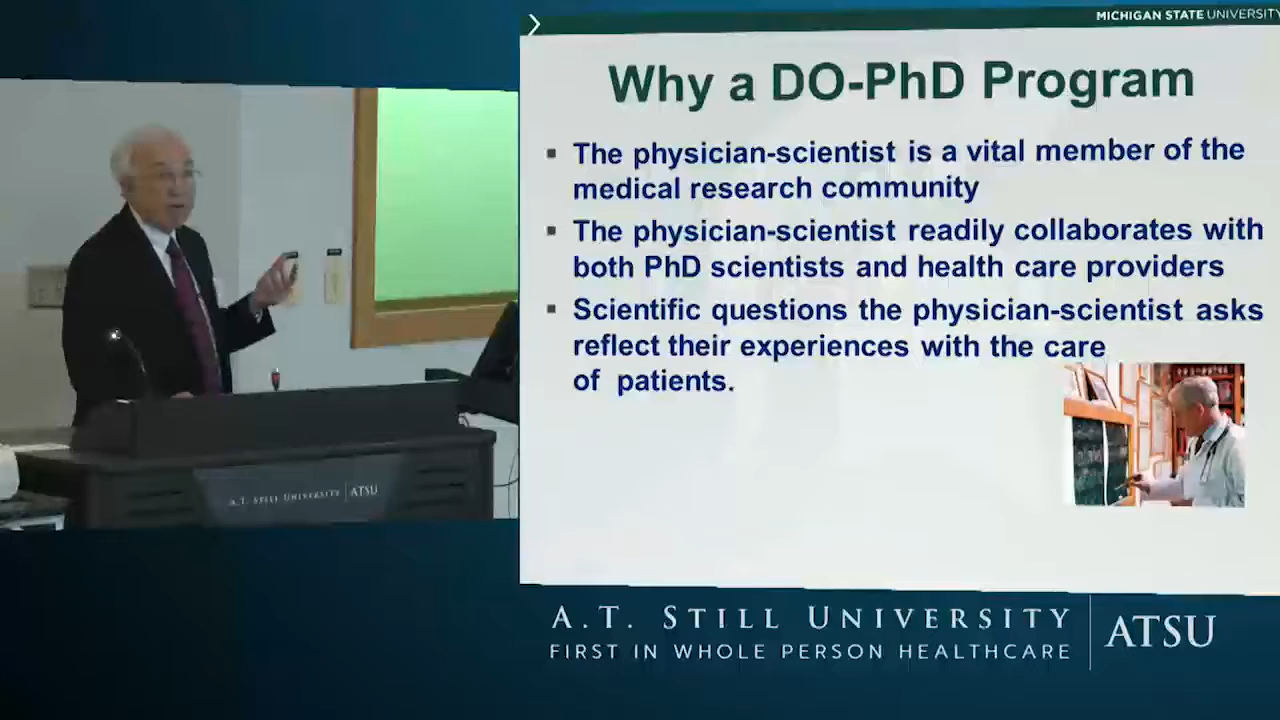 MICHIGAN STATE UNIVERSITY
Why a DO-PhD Program
▪ The physician-scientist is a vital member of the
medical research community
▪ The physician-scientist readily collaborates with
both PhD scientists and health care providers
▪ Scientific questions the physician-scientist asks
reflect their experiences with the care
of patients.
A.T. STILL UNIVERSITY | ATSU
A.T. STILL UNIVERSITY
FIRST IN WHOLE PERSON HEALTHCARE
ATSU